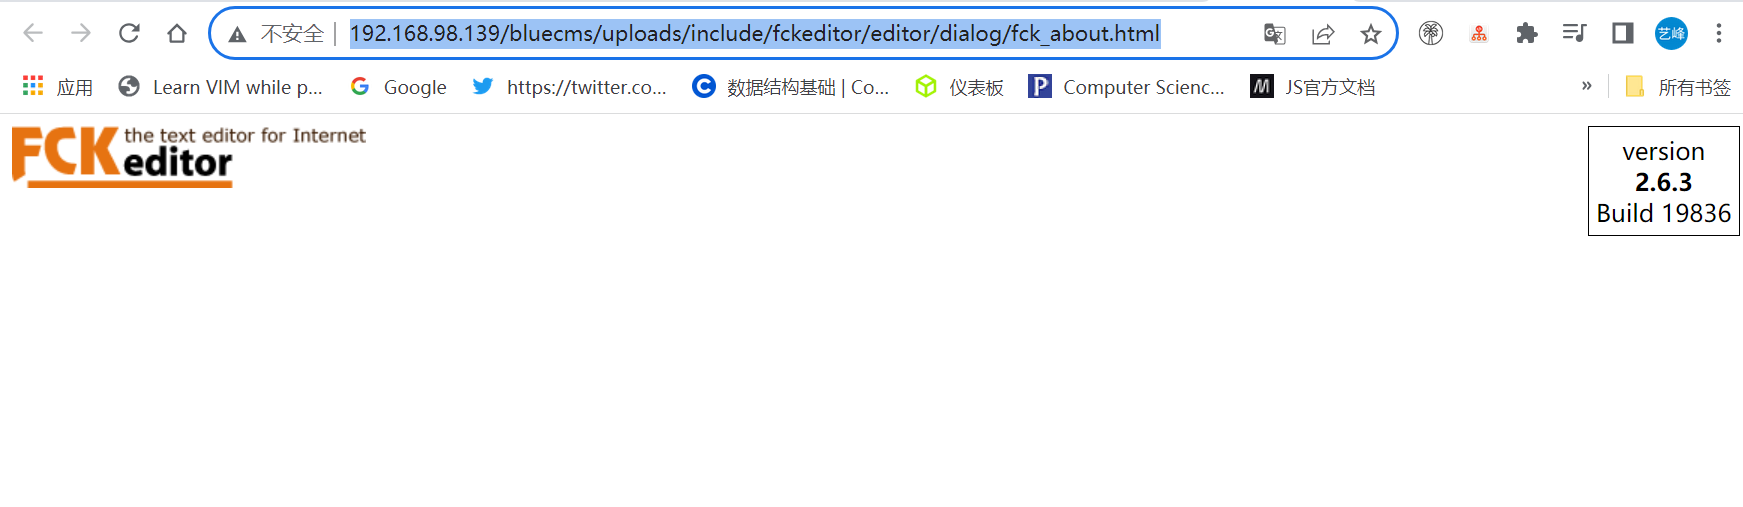 不安全 | 192.168.98.139/bluecms/uploads/include/fckeditor/editor/dialog/fck_about.html 艺峰
应用 Learn VIM while p... Google https://twitter.co... 数据结构基础 | Co... 仪表板 Computer Scienc... JS官方文档 » 所有书签
FCKeditor the text editor for Internet
version
2.6.3
Build 19836